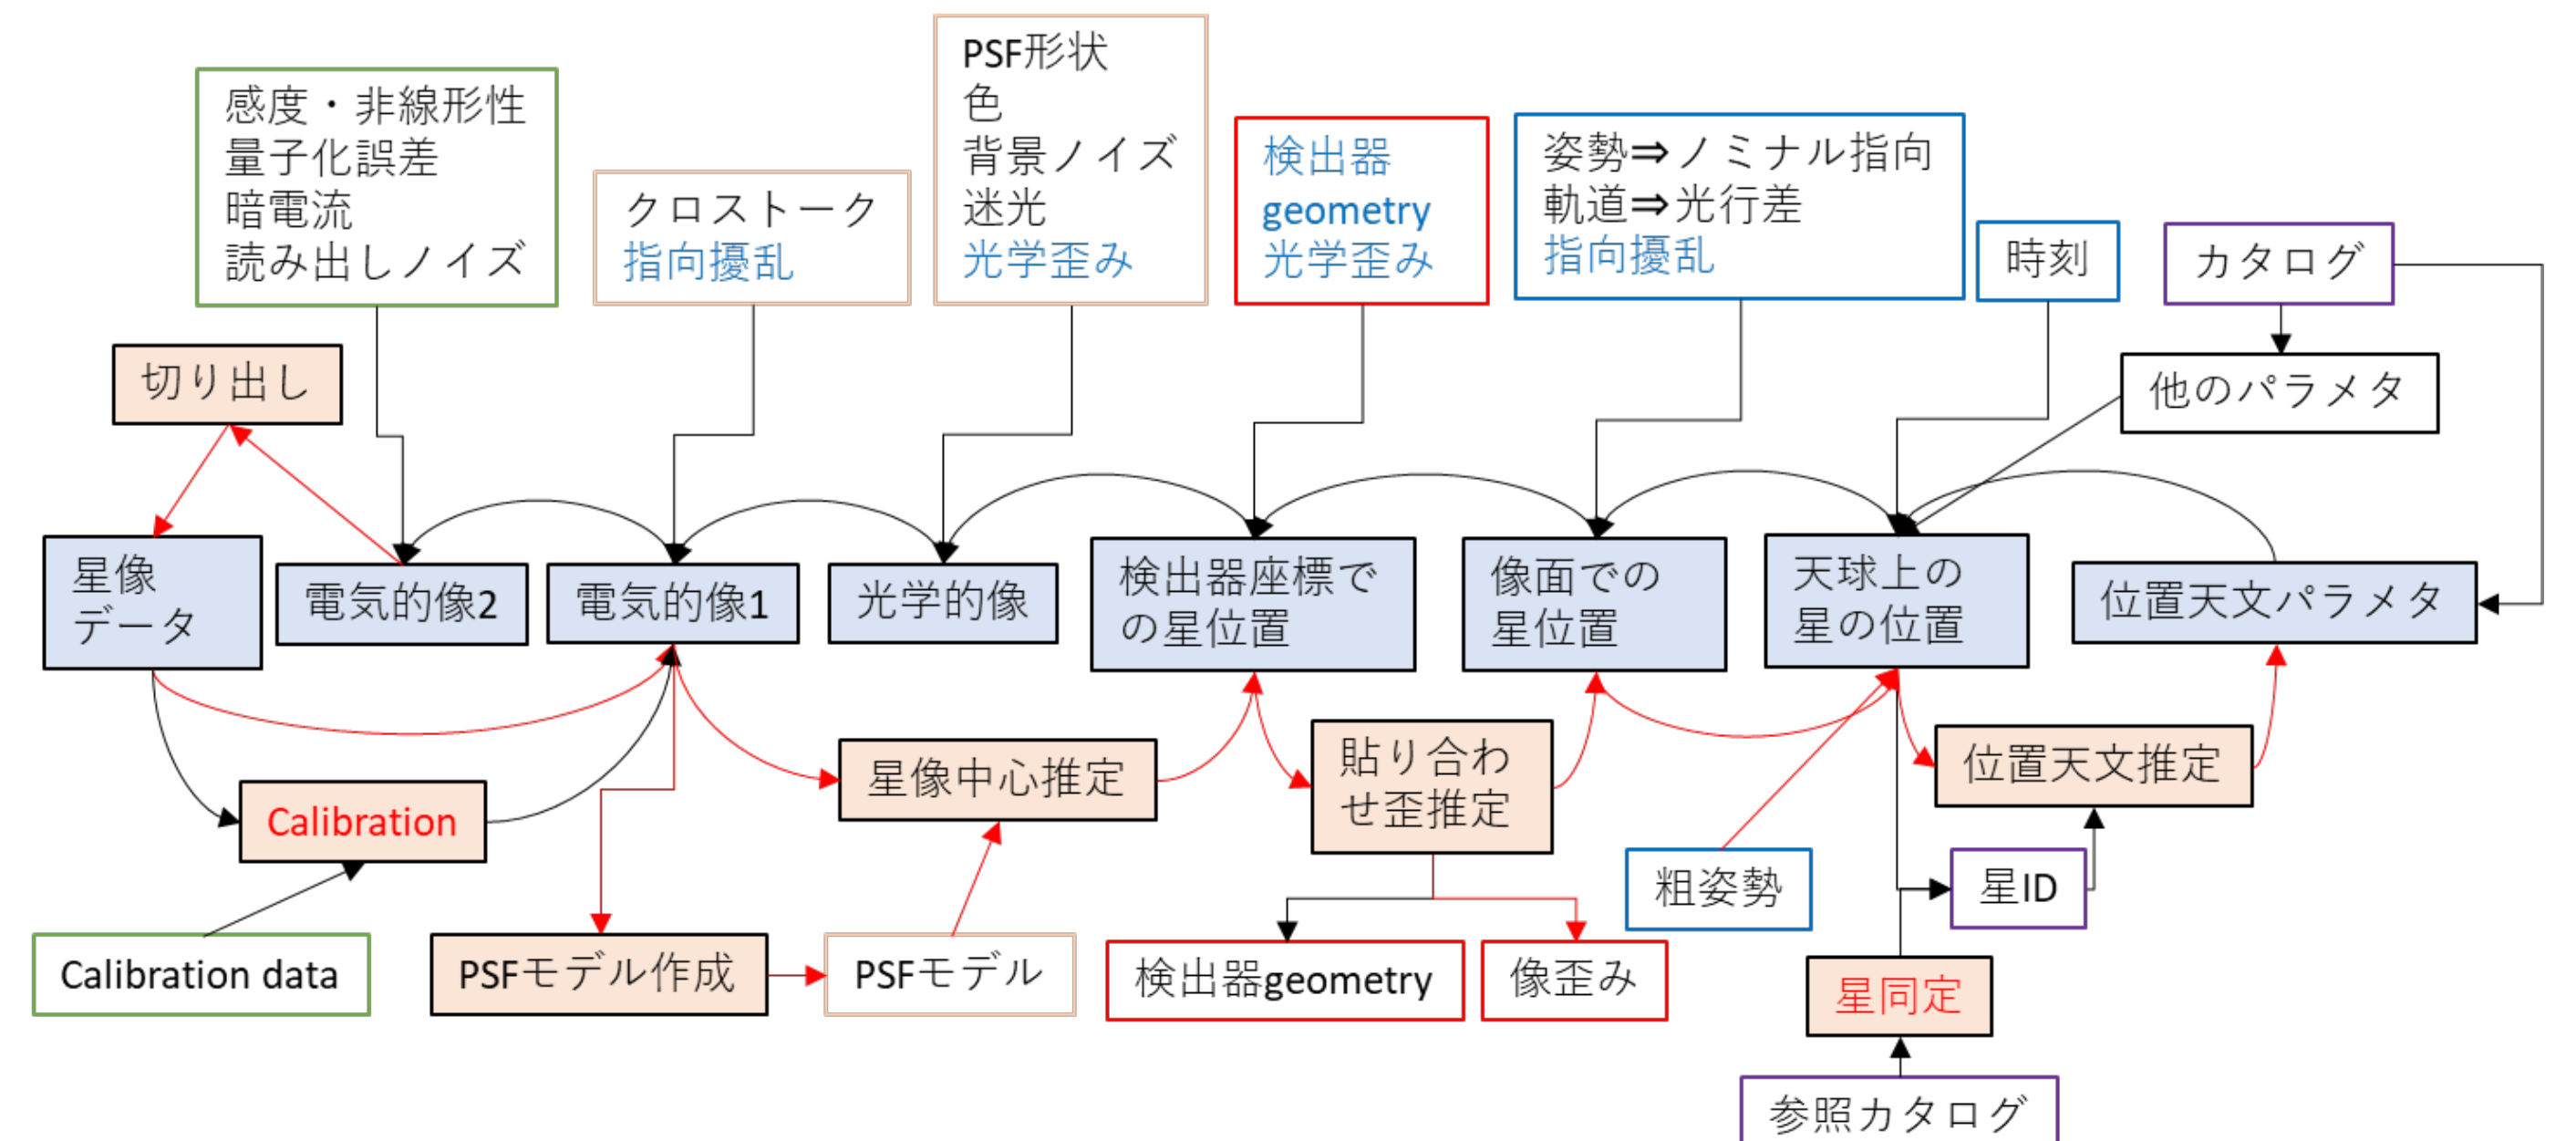 感度・非線形性
量子化誤差
暗電流
読み出しノイズ
クロストーク
指向擾乱
PSF形状
色
背景ノイズ
迷光
光学歪み
検出器
geometry
光学歪み
姿勢⇒ノミナル指向
軌道⇒光行差
指向擾乱
時刻
カタログ
他のパラメタ
切り出し
星像
データ
電気的像2
電気的像1
光学的像
検出器座標で
の星位置
像面での
星位置
天球上の
星の位置
位置天文パラメタ
Calibration
星像中心推定
貼り合わ
せ歪推定
位置天文推定
粗姿勢
星ID
Calibration data
PSFモデル作成
PSFモデル
検出器geometry
像歪み
星同定
参照カタログ